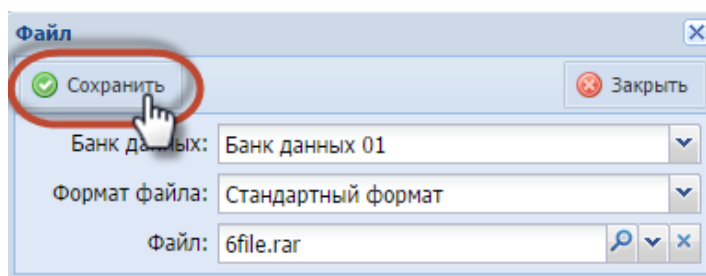 Файл
Сохранить Закрыть
Банк данных: Банк данных 01
Формат файла: Стандартный формат
Файл: 6file.rar